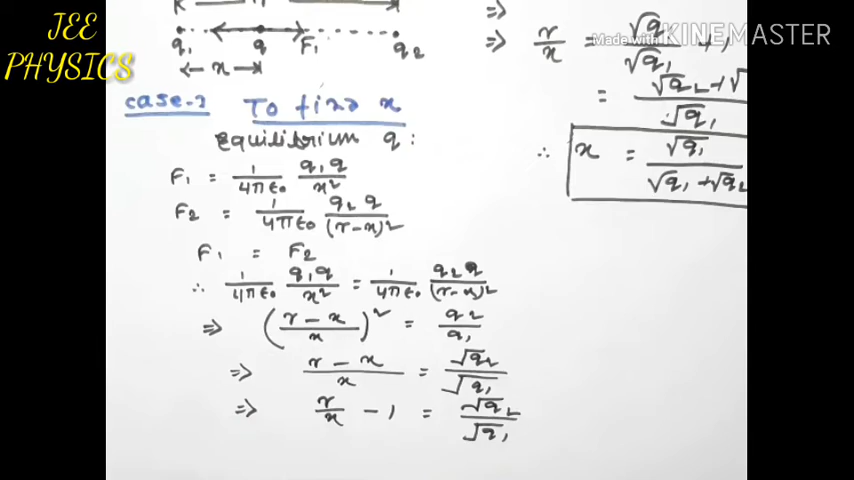 JEE
PHYSICS
Made with KINEMASTER
q₁ q F₁ q₂
x
case-2 To find x
Equilibrium q :
F₁ = 1/4πε₀ q₁q/x²
F₂ = 1/4πε₀ q₂q/(r-x)²
F₁ = F₂
∴ 1/4πε₀ q₁q/x² = 1/4πε₀ q₂q/(r-x)²
⇒ (r-x/x)² = q₂/q₁
⇒ r-x/x = √q₂/√q₁
⇒ r/x - 1 = √q₂/√q₁
⇒
⇒ r/x = √q/√q₁ + 1
= √q₂+√/√q₁
∴ x = √q₁/√q₁+√q₂